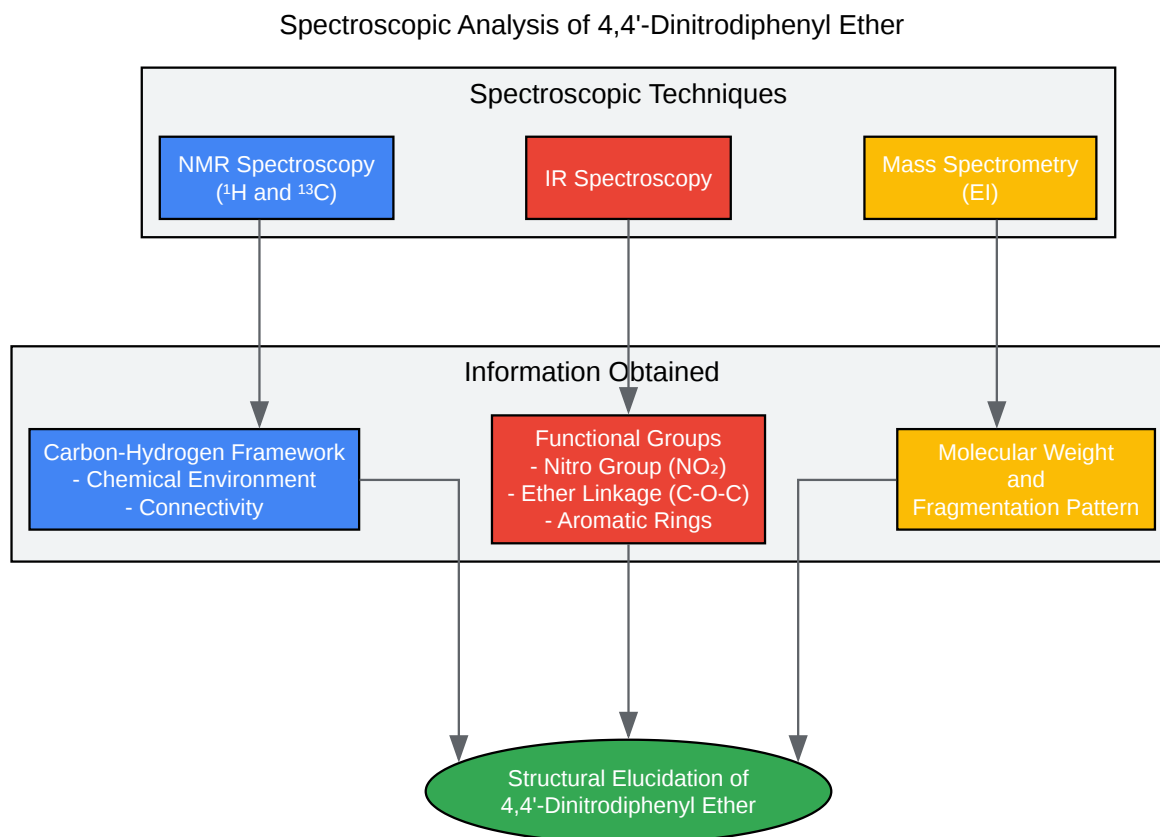 Spectroscopic Analysis of 4,4'-Dinitrodiphenyl Ether
Spectroscopic Techniques
NMR Spectroscopy
(¹H and ¹³C)
IR Spectroscopy
Mass Spectrometry
(EI)
Information Obtained
Carbon-Hydrogen Framework
- Chemical Environment
- Connectivity
Functional Groups
- Nitro Group (NO₂)
- Ether Linkage (C-O-C)
- Aromatic Rings
Molecular Weight
and
Fragmentation Pattern
Structural Elucidation of
4,4'-Dinitrodiphenyl Ether